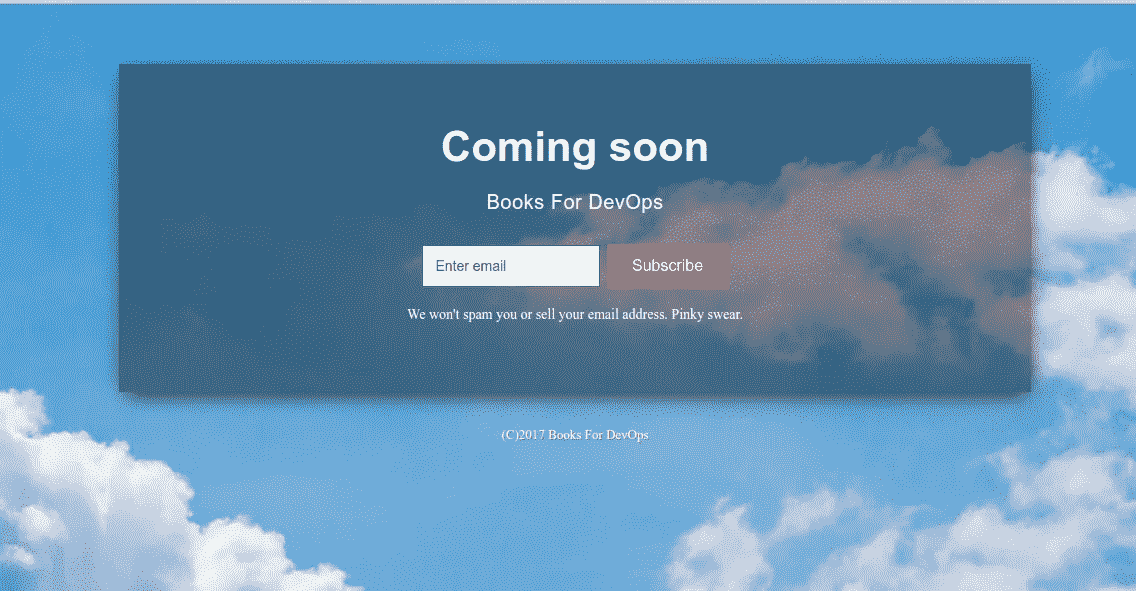 Coming soon
Books For DevOps
Enter email Subscribe
We won't spam you or sell your email address. Pinky swear.
(C)2017 Books For DevOps